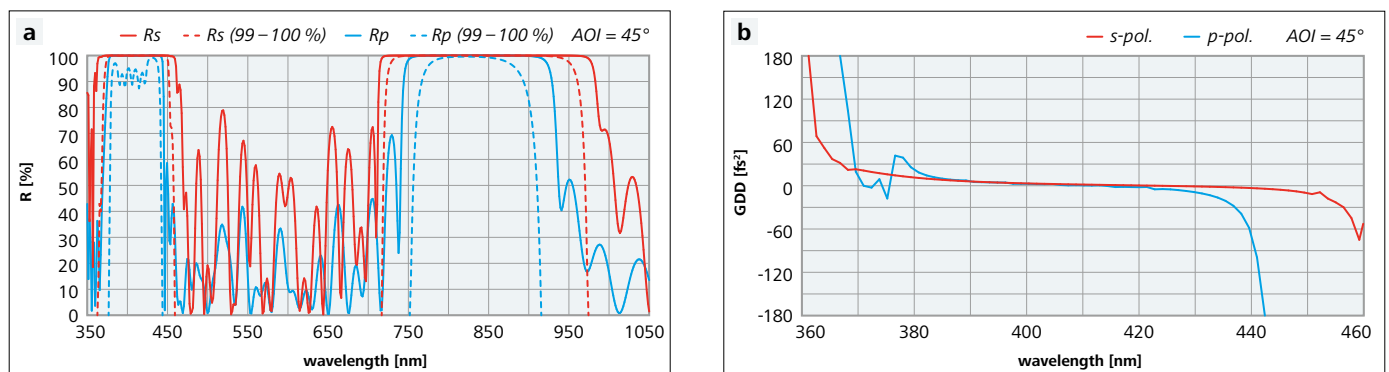 a
Rs Rs (99 – 100 %) Rp Rp (99 – 100 %) AOI = 45°
100
90
80
70
60
50
40
30
20
10
0
R [%]
350 450 550 650 750 850 950 1050
wavelength [nm]
b
s-pol. p-pol. AOI = 45°
180
120
60
0
-60
-120
-180
GDD [fs²]
360 380 400 420 440 460
wavelength [nm]